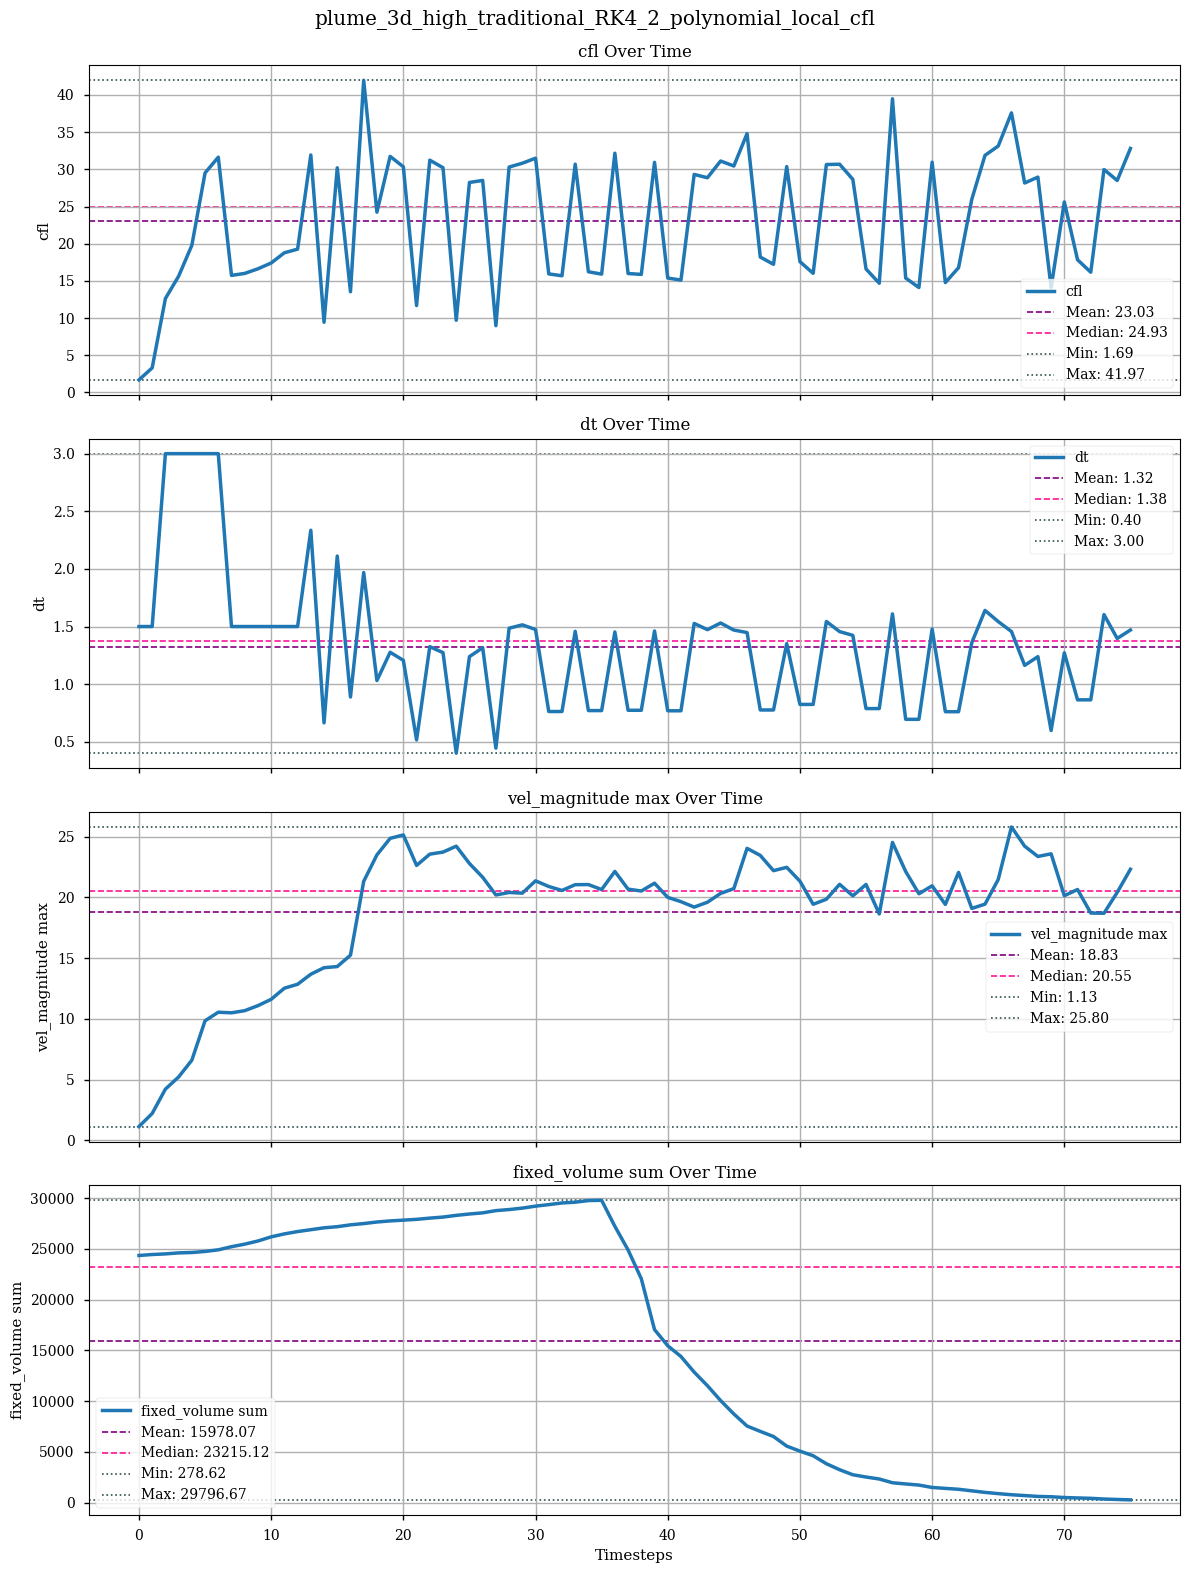 plume_3d_high_traditional_RK4_2_polynomial_local_cfl
cfl Over Time
40
35
30
25
20
15
10
5
0
cfl
cfl
Mean: 23.03
Median: 24.93
Min: 1.69
Max: 41.97
dt Over Time
3.0
2.5
2.0
1.5
1.0
0.5
dt
dt
Mean: 1.32
Median: 1.38
Min: 0.40
Max: 3.00
vel_magnitude max Over Time
25
20
15
10
5
0
vel_magnitude max
vel_magnitude max
Mean: 18.83
Median: 20.55
Min: 1.13
Max: 25.80
fixed_volume sum Over Time
30000
25000
20000
15000
10000
5000
0
fixed_volume sum
fixed_volume sum
Mean: 15978.07
Median: 23215.12
Min: 278.62
Max: 29796.67
0 10 20 30 40 50 60 70
Timesteps